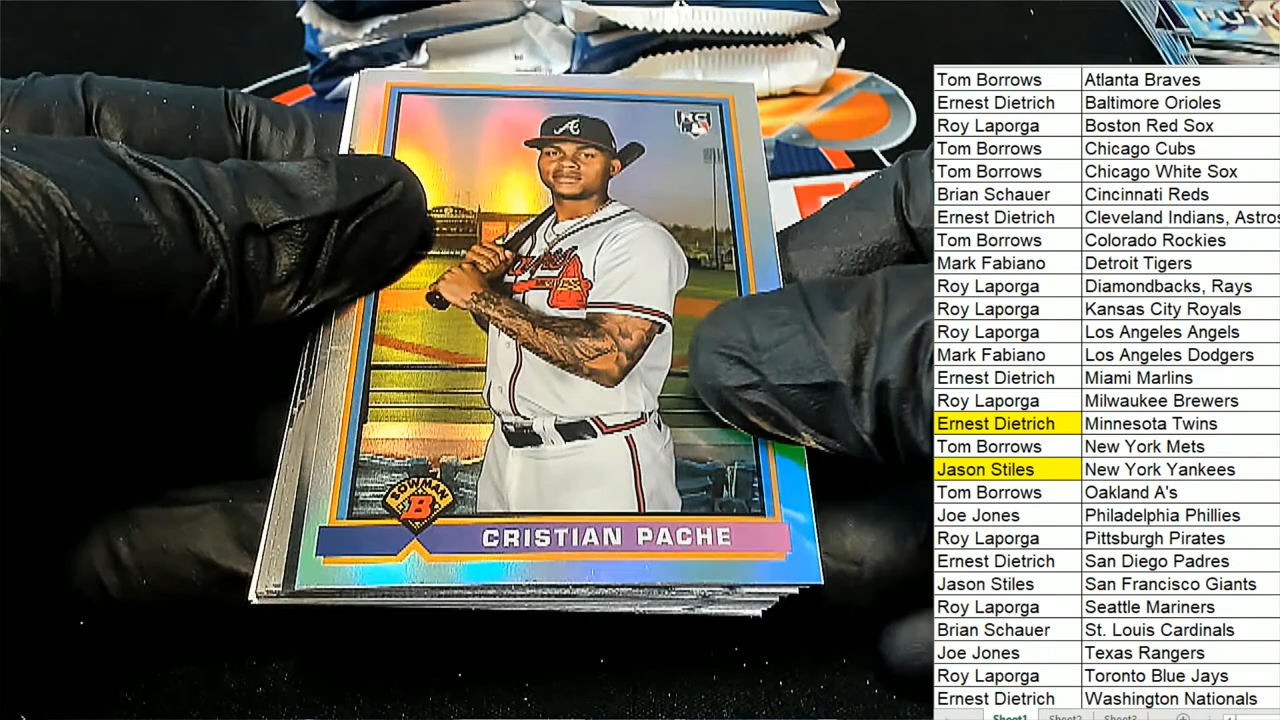 RC
A
Braves
BOWMAN
B
CRISTIAN PACHE
Tom Borrows Atlanta Braves
Ernest Dietrich Baltimore Orioles
Roy Laporga Boston Red Sox
Tom Borrows Chicago Cubs
Tom Borrows Chicago White Sox
Brian Schauer Cincinnati Reds
Ernest Dietrich Cleveland Indians, Astro
Tom Borrows Colorado Rockies
Mark Fabiano Detroit Tigers
Roy Laporga Diamondbacks, Rays
Roy Laporga Kansas City Royals
Roy Laporga Los Angeles Angels
Mark Fabiano Los Angeles Dodgers
Ernest Dietrich Miami Marlins
Roy Laporga Milwaukee Brewers
Ernest Dietrich Minnesota Twins
Tom Borrows New York Mets
Jason Stiles New York Yankees
Tom Borrows Oakland A's
Joe Jones Philadelphia Phillies
Roy Laporga Pittsburgh Pirates
Ernest Dietrich San Diego Padres
Jason Stiles San Francisco Giants
Roy Laporga Seattle Mariners
Brian Schauer St. Louis Cardinals
Joe Jones Texas Rangers
Roy Laporga Toronto Blue Jays
Ernest Dietrich Washington Nationals
Sheet1 Sheet2 Sheet3